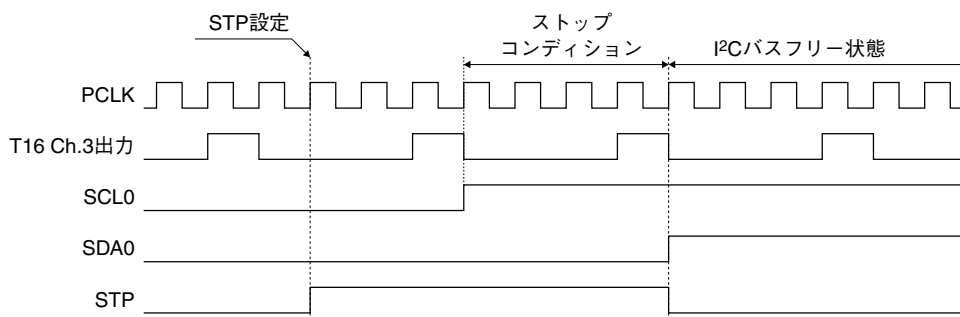 STP設定
ストップ
コンディション
I²Cバスフリー状態
PCLK
T16 Ch.3出力
SCL0
SDA0
STP